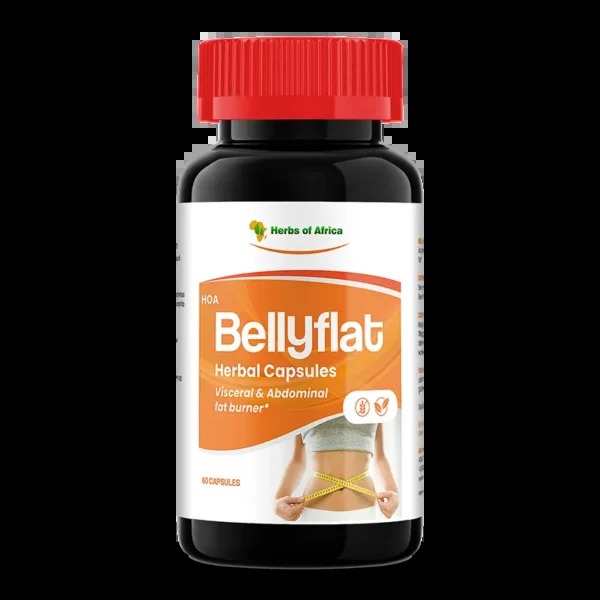 Herbs of Africa
HOA
Bellyflat
Herbal Capsules
Visceral & Abdominal
fat burner*
60 CAPSULES